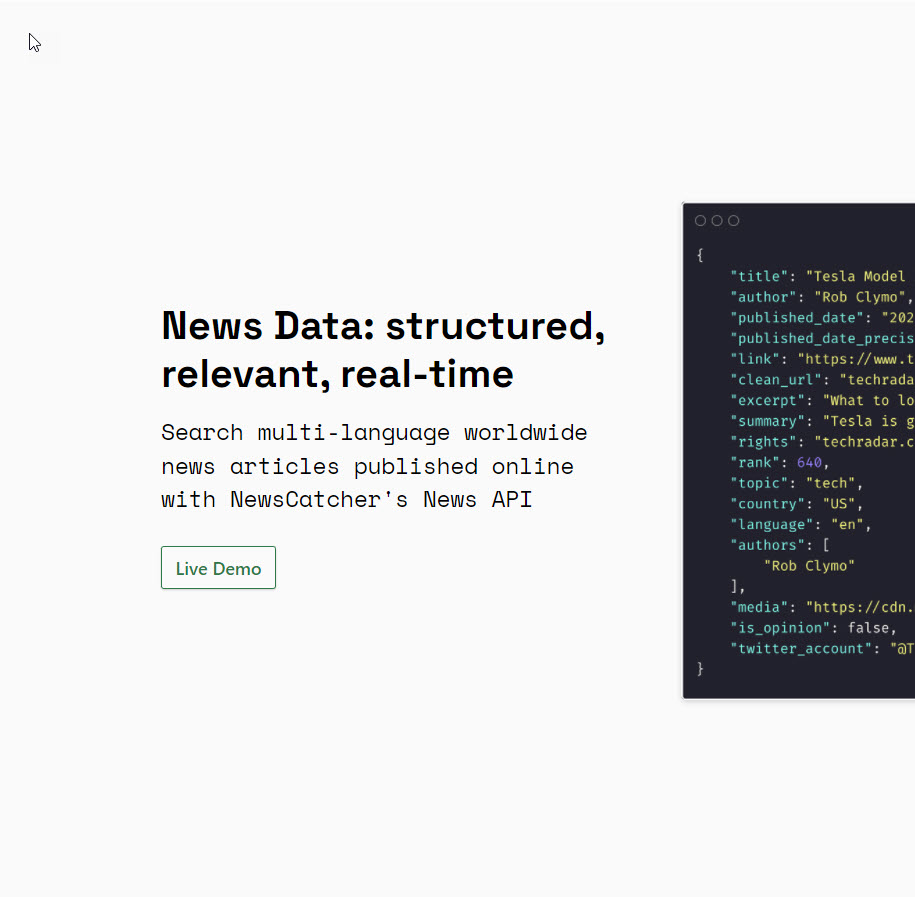 News Data: structured,
relevant, real-time
Search multi-language worldwide
news articles published online
with NewsCatcher's News API
Live Demo
{
"title": "Tesla Model
"author": "Rob Clymo",
"published_date": "202
"published_date_precis
"link": "https://www.t
"clean_url": "techrada
"excerpt": "What to lo
"summary": "Tesla is g
"rights": "techradar.c
"rank": 640,
"topic": "tech",
"country": "US",
"language": "en",
"authors": [
"Rob Clymo"
],
"media": "https://cdn.
"is_opinion": false,
"twitter_account": "@T
}